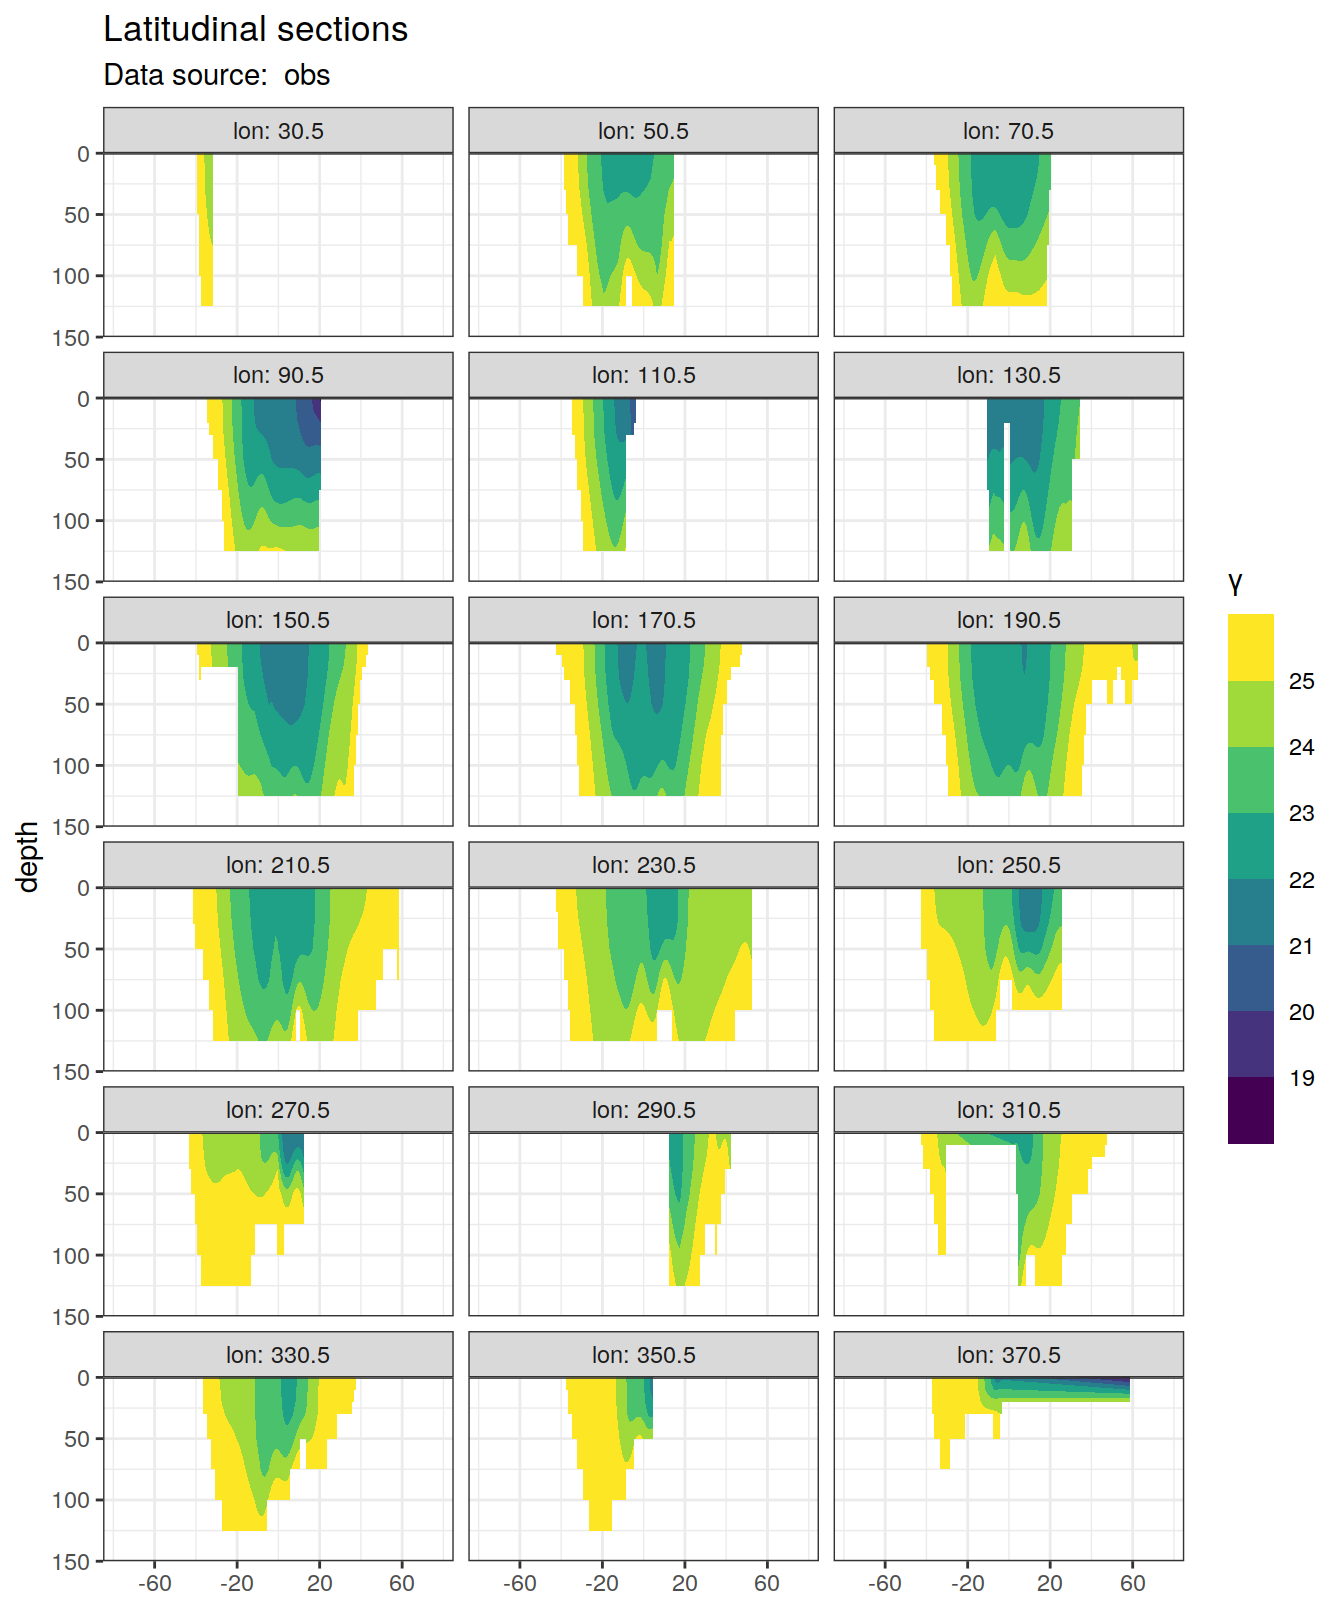 Latitudinal sections
Data source:  obs
lon: 30.5 lon: 50.5 lon: 70.5
0
50
100
150
lon: 90.5 lon: 110.5 lon: 130.5
0
50
100
150
lon: 150.5 lon: 170.5 lon: 190.5
0
50
100
150
lon: 210.5 lon: 230.5 lon: 250.5
0
50
100
150
lon: 270.5 lon: 290.5 lon: 310.5
0
50
100
150
lon: 330.5 lon: 350.5 lon: 370.5
0
50
100
150
-60 -20 20 60 -60 -20 20 60 -60 -20 20 60
depth
γ
25
24
23
22
21
20
19